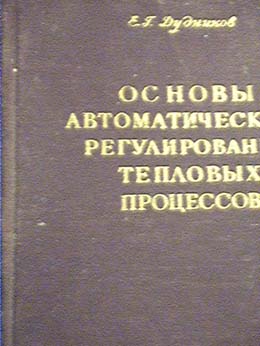 Е.Г. Дудников
ОСНОВЫ
АВТОМАТИЧЕСК
РЕГУЛИРОВАН
ТЕПЛОВЫХ
ПРОЦЕССОВ